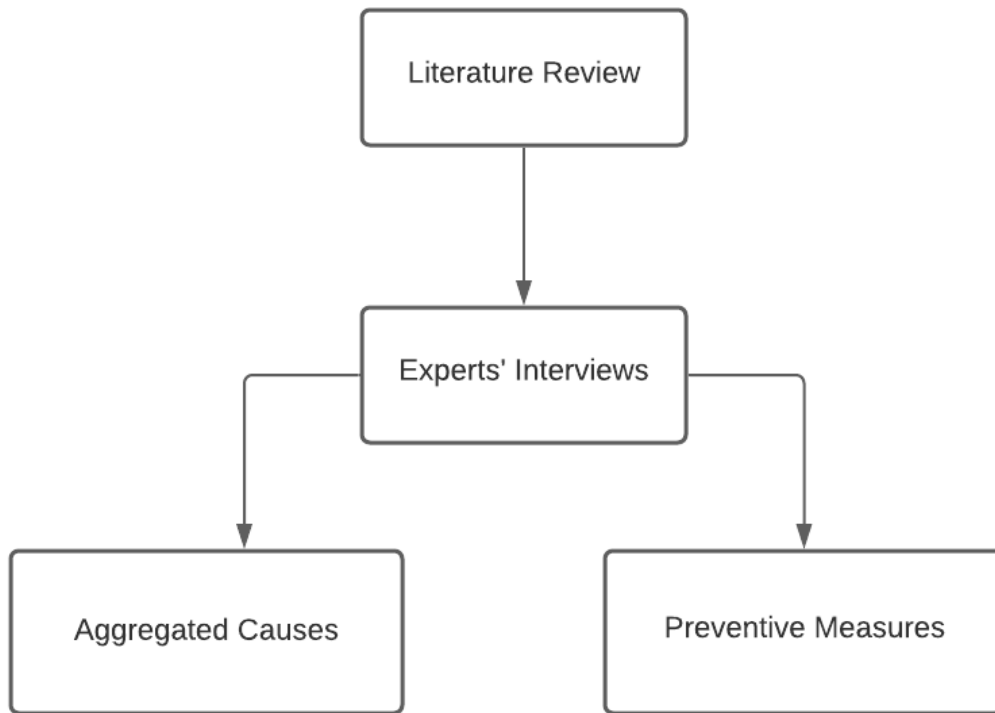 Literature Review
Experts' Interviews
Aggregated Causes
Preventive Measures